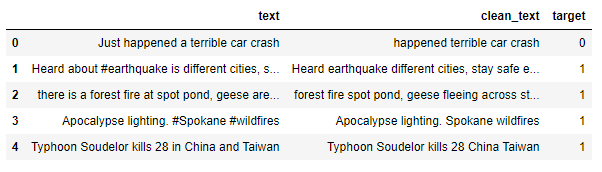 text clean_text target
0 Just happened a terrible car crash happened terrible car crash 0
1 Heard about #earthquake is different cities, s... Heard earthquake different cities, stay safe e... 1
2 there is a forest fire at spot pond, geese are... forest fire spot pond, geese fleeing across st... 1
3 Apocalypse lighting. #Spokane #wildfires Apocalypse lighting. Spokane wildfires 1
4 Typhoon Soudelor kills 28 in China and Taiwan Typhoon Soudelor kills 28 China Taiwan 1